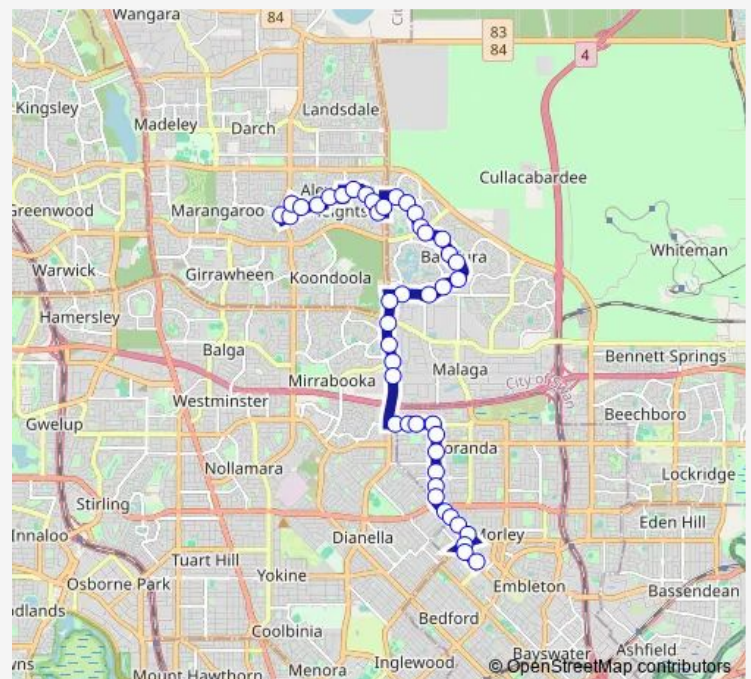 Wangara
84
83
84
4
Kingsley
Landsdale
Madeley
Darch
Cullacabardee
Marangaroo
Whiteman
Warwick
Girrawheen
Koondoola
Hamersley
Balga
Bennett Springs
Mirrabooka
Malaga
City of Swan
Westminster
Beechboro
Gwelup
Nollamara
Lockridge
Stirling
Eden Hill
Innaloo
Dianella
Morley
Tuart Hill
Yokine
Osborne Park
Embleton
Bassendean
Bedford
Coolbinia
Inglewood
Bayswater
Ashfield
Mount Hawthorn
Menora
© OpenStreetMap contributors